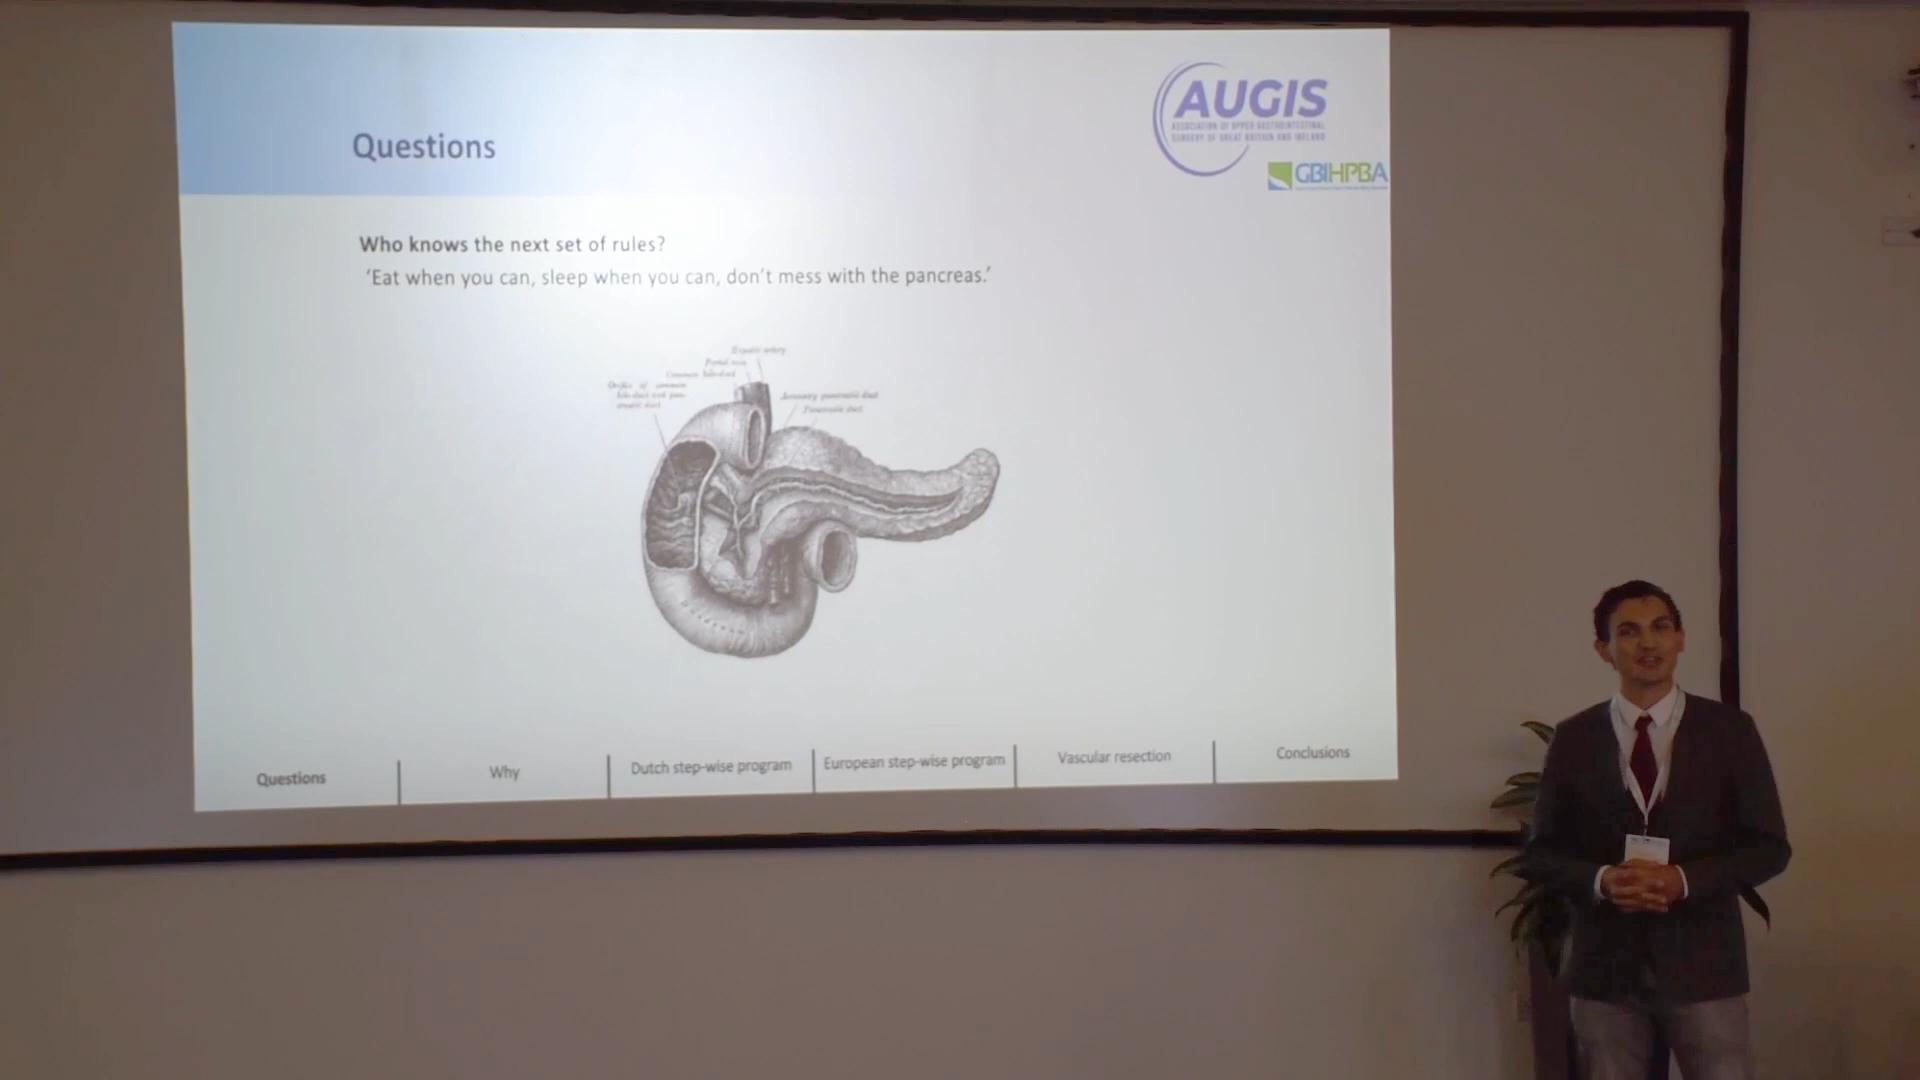 Questions
AUGIS
ASSOCIATION OF UPPER GASTROINTESTINAL
SURGERY OF GREAT BRITAIN AND IRELAND
GBIHPBA
Who knows the next set of rules?
‘Eat when you can, sleep when you can, don’t mess with the pancreas.’
Hepatic artery
Portal vein
Common bile-duct
Orifice of common
bile-duct and pan-
creatic duct
Accessory pancreatic duct
Pancreatic duct
Questions
Why
Dutch step-wise program
European step-wise program
Vascular resection
Conclusions